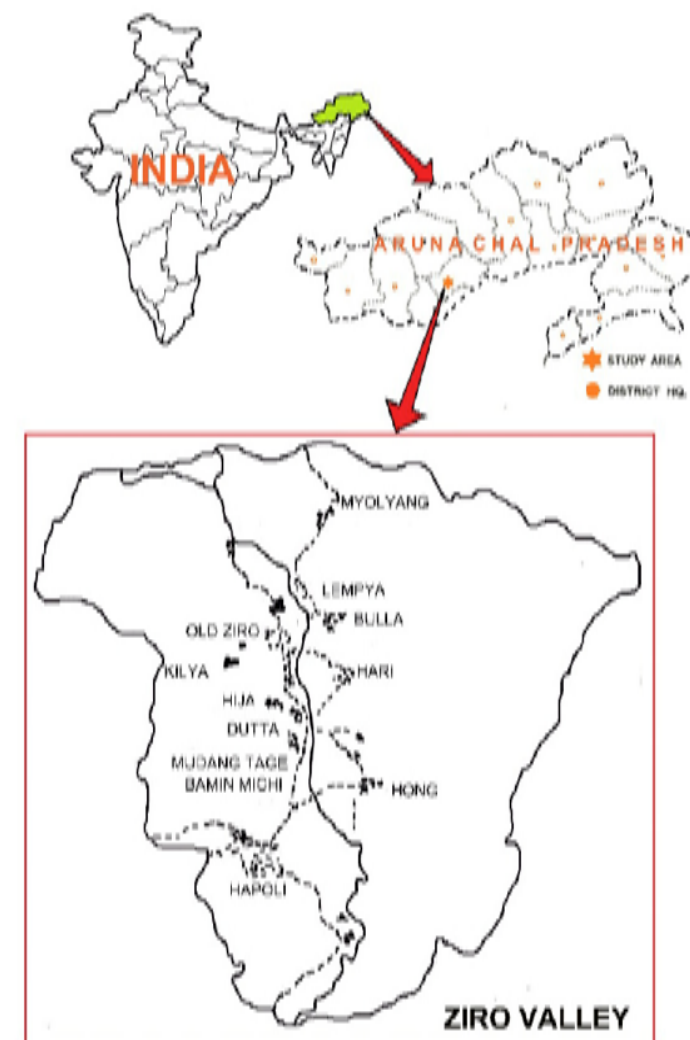 INDIA
ARUNACHAL PRADESH
STUDY AREA
DISTRICT HQ.
MYOLYANG
LEMPYA
BULLA
OLD ZIRO
KILYA
HARI
HIJA
DUTTA
MUDANG TAGE
BAMIN MICHI
HONG
HAPOLI
ZIRO VALLEY